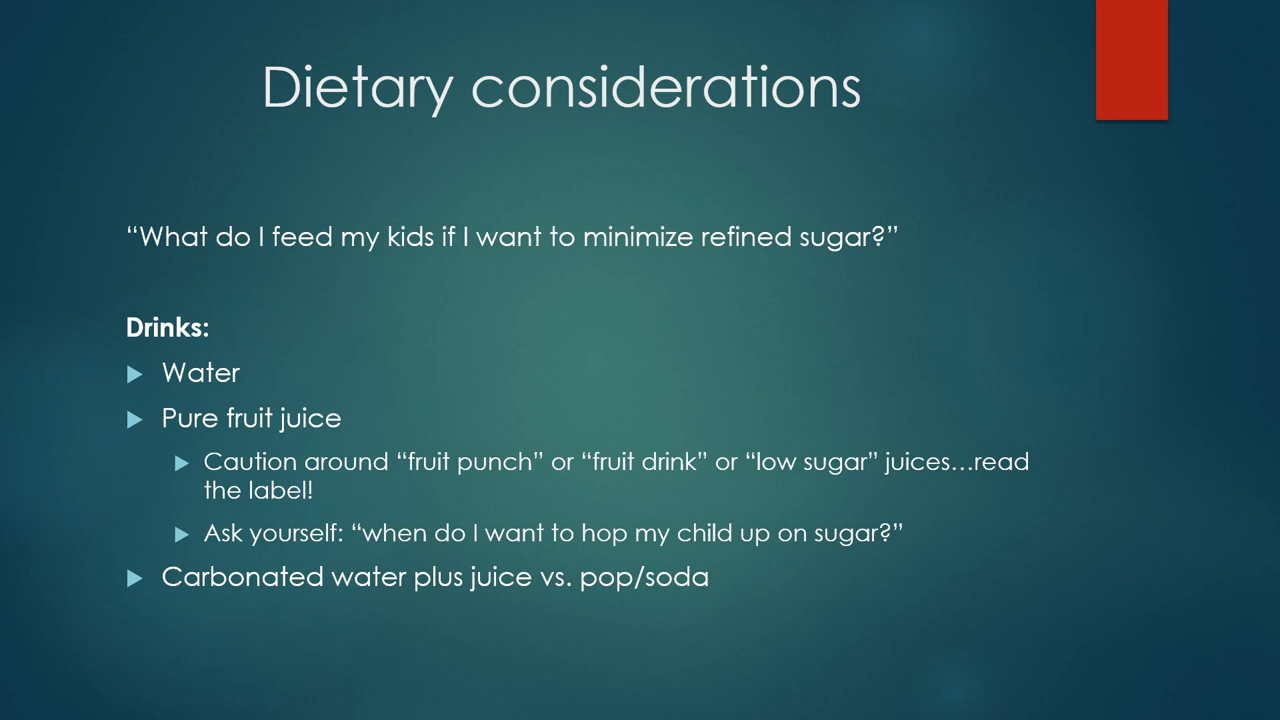 Dietary considerations
“What do I feed my kids if I want to minimize refined sugar?”
Drinks:
Water
Pure fruit juice
Caution around “fruit punch” or “fruit drink” or “low sugar” juices…read
the label!
Ask yourself: “when do I want to hop my child up on sugar?”
Carbonated water plus juice vs. pop/soda